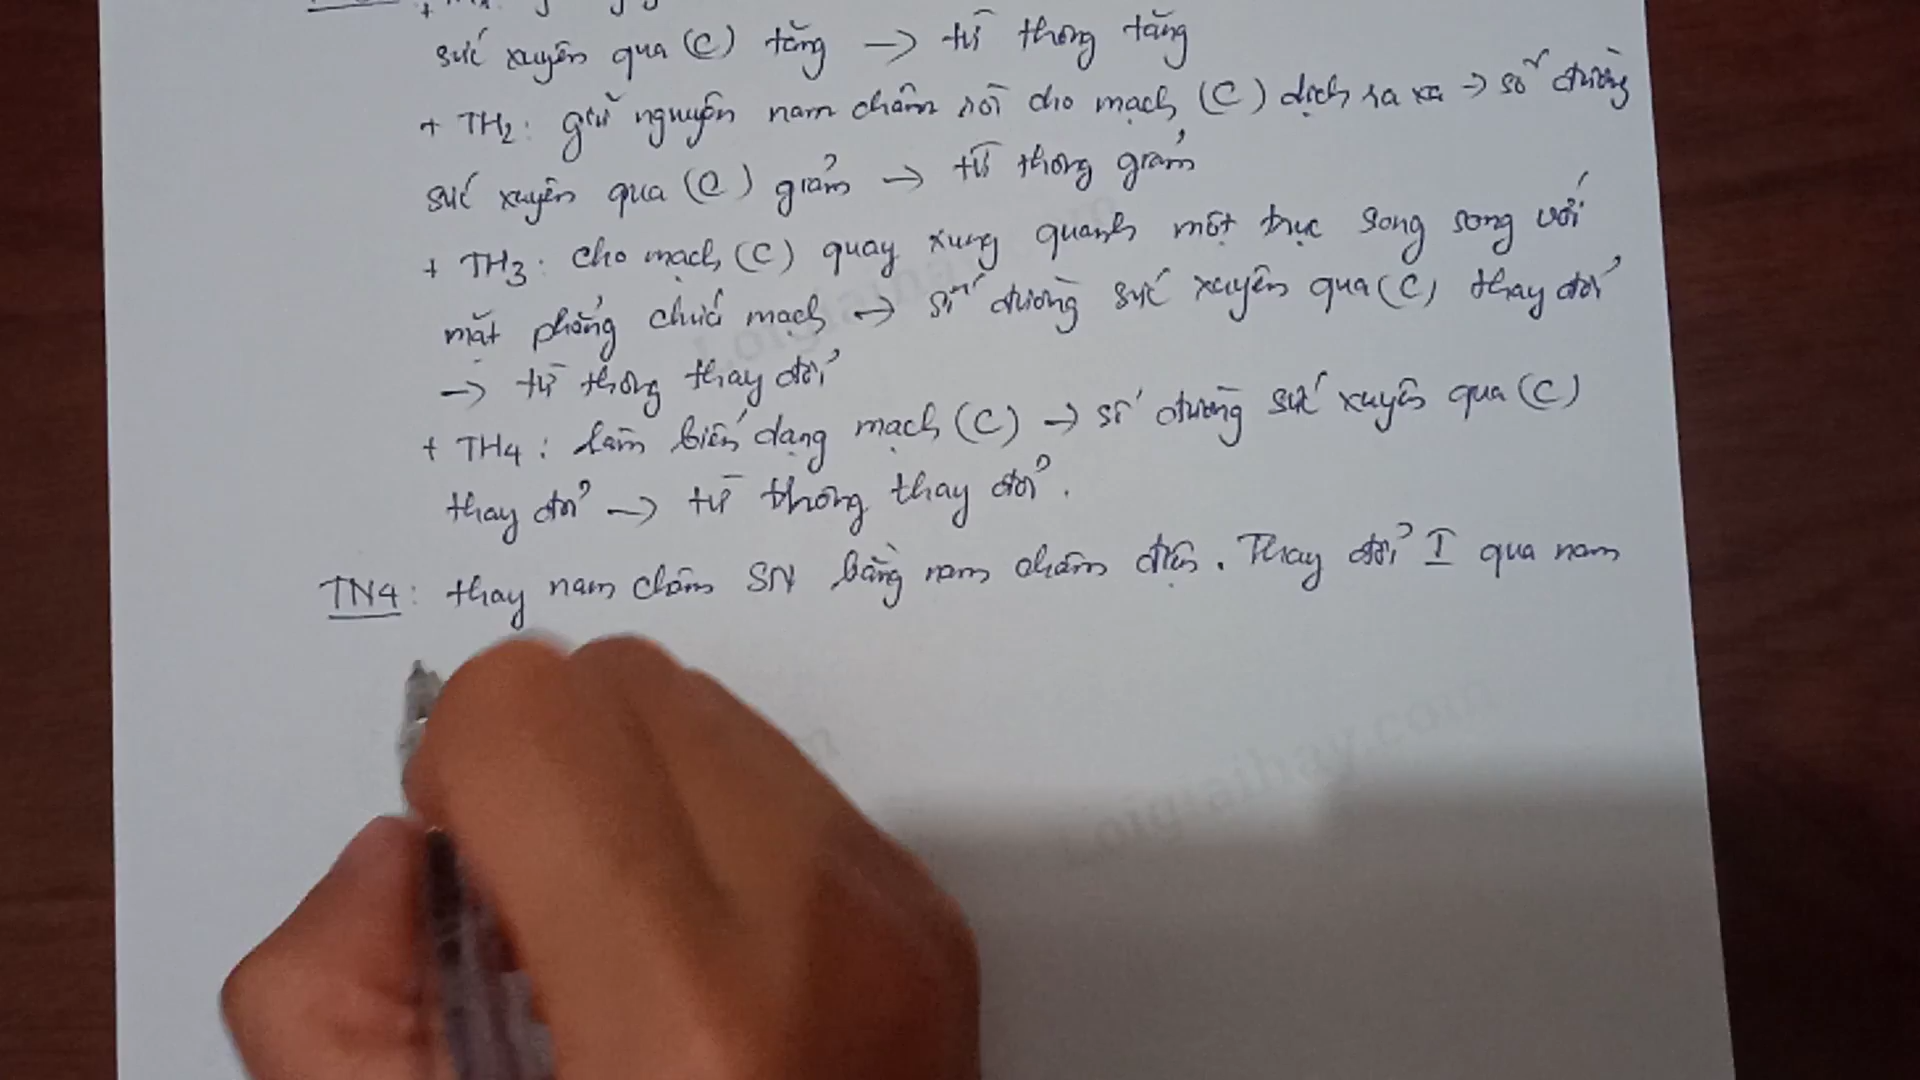 sức xuyên qua (C) tăng → từ thông tăng
+ TH2: giữ nguyên nam châm rồi cho mạch (C) dịch ra xa → số đường
sức xuyên qua (C) giảm → từ thông giảm
+ TH3: cho mạch (C) quay xung quanh một trục song song với
mặt phẳng chứa mạch → số đường sức xuyên qua (C) thay đổi
→ từ thông thay đổi
+ TH4: làm biến dạng mạch (C) → số đường sức xuyên qua (C)
thay đổi → từ thông thay đổi.
TN4: thay nam châm SN bằng nam châm điện. Thay đổi I qua nam
Loigiaihay.com
Loigiaihay.com